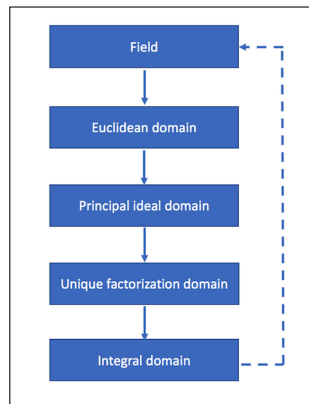 Field
Euclidean domain
Principal ideal domain
Unique factorization domain
Integral domain